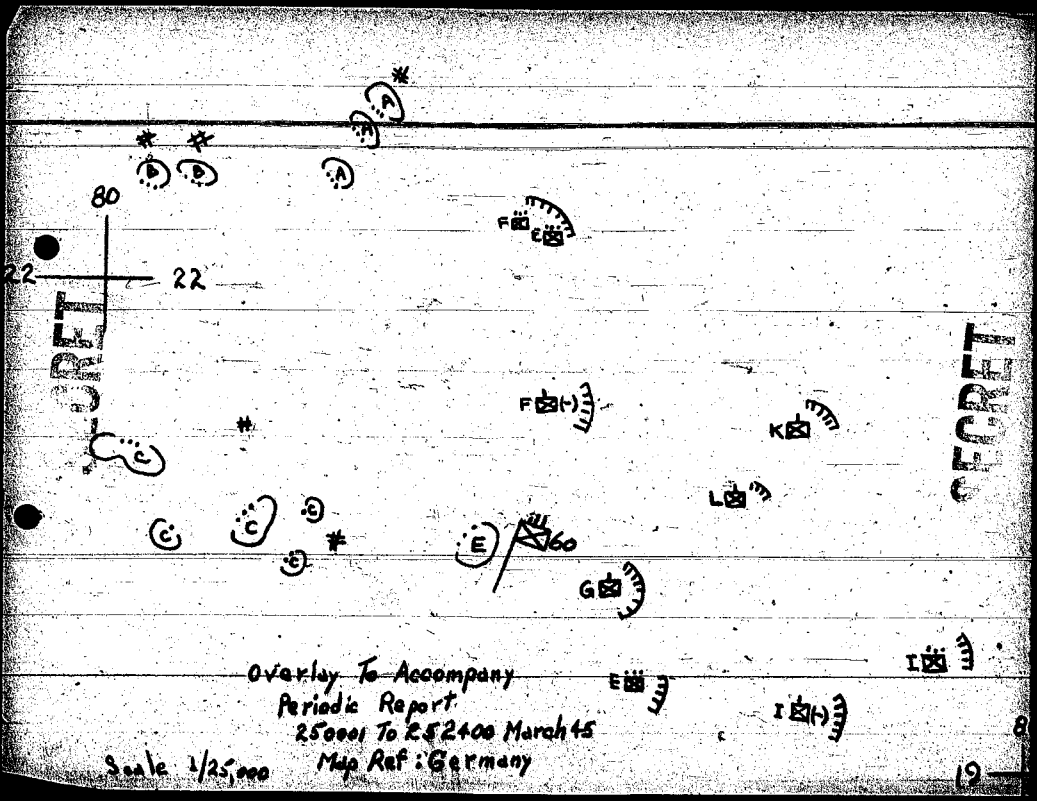 A
A
B B A
80
F E
22 22
SECRET
SECRET
F (-)
K
C
L
C C C
C
E
60
G
I
E
I (-)
Overlay To Accompany
Periodic Report
250001 To 252400 March 45
Map Ref: Germany
Scale 1/25,000
8
19